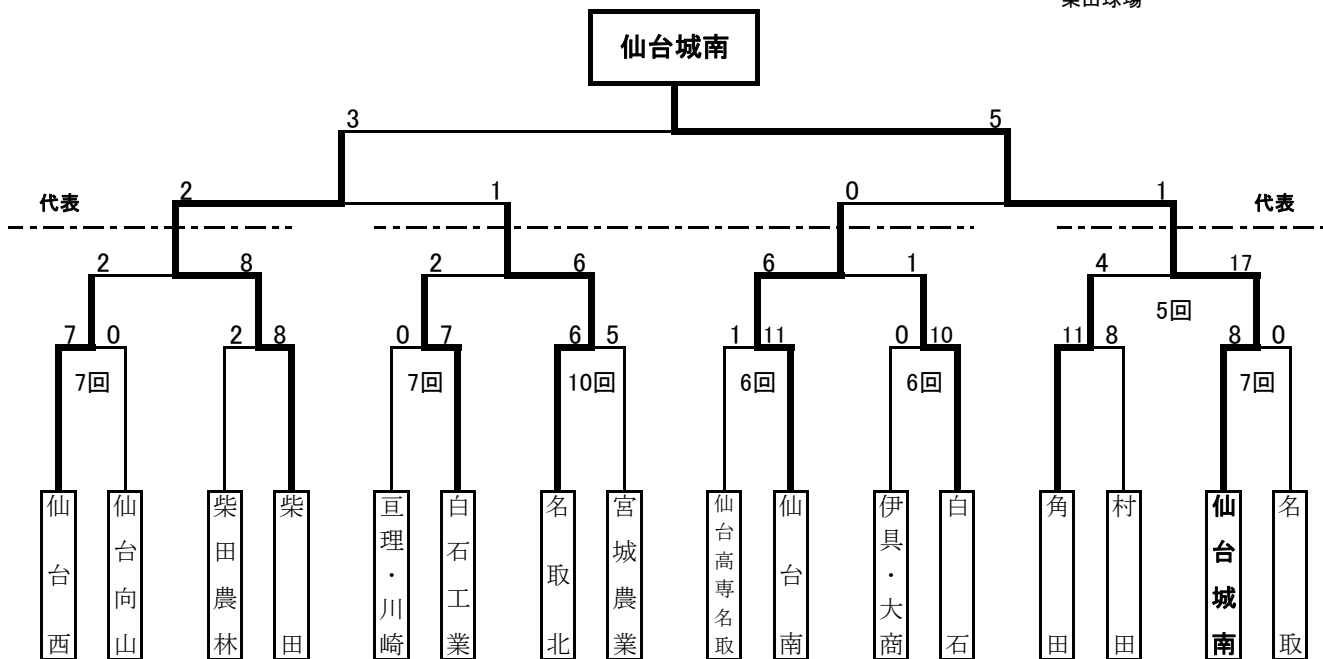 柴田球場
仙台城南
3 5
2 1 0 1
代表 代表
2 8 2 6 6 1 4 17
5回
7 0 2 8 0 7 6 5 1 11 0 10 11 8 8 0
7回 7回 10回 6回 6回 7回
仙台西
仙台向山
柴田農林
柴田
亘理・川崎
白石工業
名取北
宮城農業
仙台高専名取
仙台南
伊具・大商
白石
角田
村田
仙台城南
名取